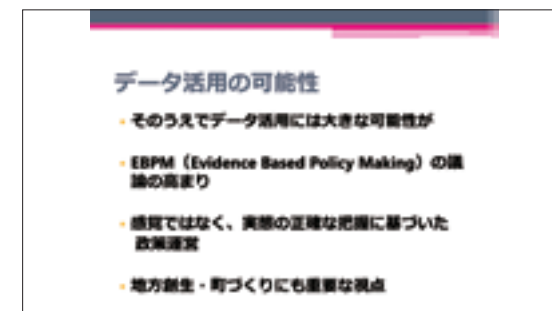 データ活用の可能性
・そのうえでデータ活用には大きな可能性が
・EBPM（Evidence Based Policy Making）の議
論の高まり
・感覚ではなく、実態の正確な把握に基づいた
政策運営
・地方創生・町づくりにも重要な視点